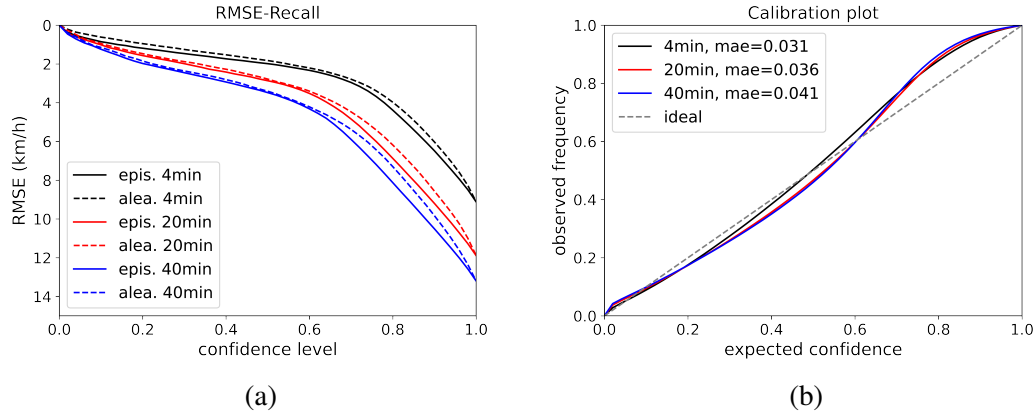 RMSE-Recall
0
2
4
6
8
10
12
14
RMSE (km/h)
epis. 4min
alea. 4min
epis. 20min
alea. 20min
epis. 40min
alea. 40min
0.0 0.2 0.4 0.6 0.8 1.0
confidence level
(a)
Calibration plot
1.0
0.8
0.6
0.4
0.2
0.0
observed frequency
4min, mae=0.031
20min, mae=0.036
40min, mae=0.041
ideal
0.0 0.2 0.4 0.6 0.8 1.0
expected confidence
(b)